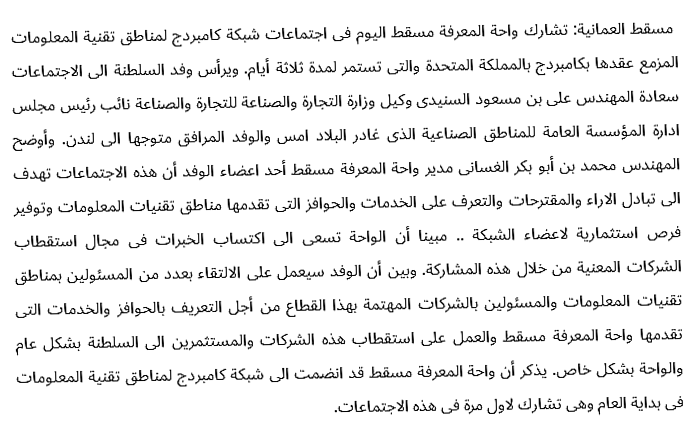 مسقط العمانية: تشارك واحة المعرفة مسقط اليوم فى اجتماعات شبكة كامبردج لمناطق تقنية المعلومات
المزمع عقدها بكامبردج بالمملكة المتحدة والتى تستمر لمدة ثلاثة أيام. ويرأس وفد السلطنة الى الاجتماعات
سعادة المهندس على بن مسعود السنيدى وكيل وزارة التجارة والصناعة للتجارة والصناعة نائب رئيس مجلس
ادارة المؤسسة العامة للمناطق الصناعية الذى غادر البلاد امس والوفد المرافق متوجها الى لندن. وأوضح
المهندس محمد بن أبو بكر الغسانى مدير واحة المعرفة مسقط أحد اعضاء الوفد أن هذه الاجتماعات تهدف
الى تبادل الاراء والمقترحات والتعرف على الخدمات والحوافز التى تقدمها مناطق تقنيات المعلومات وتوفير
فرص استثمارية لاعضاء الشبكة .. مبينا أن الواحة تسعى الى اكتساب الخبرات فى مجال استقطاب
الشركات المعنية من خلال هذه المشاركة. وبين أن الوفد سيعمل على الالتقاء بعدد من المسئولين بمناطق
تقنيات المعلومات والمسئولين بالشركات المهتمة بهذا القطاع من أجل التعريف بالحوافز والخدمات التى
تقدمها واحة المعرفة مسقط والعمل على استقطاب هذه الشركات والمستثمرين الى السلطنة بشكل عام
والواحة بشكل خاص. يذكر أن واحة المعرفة مسقط قد انضمت الى شبكة كامبردج لمناطق تقنية المعلومات
فى بداية العام وهى تشارك لاول مرة فى هذه الاجتماعات.